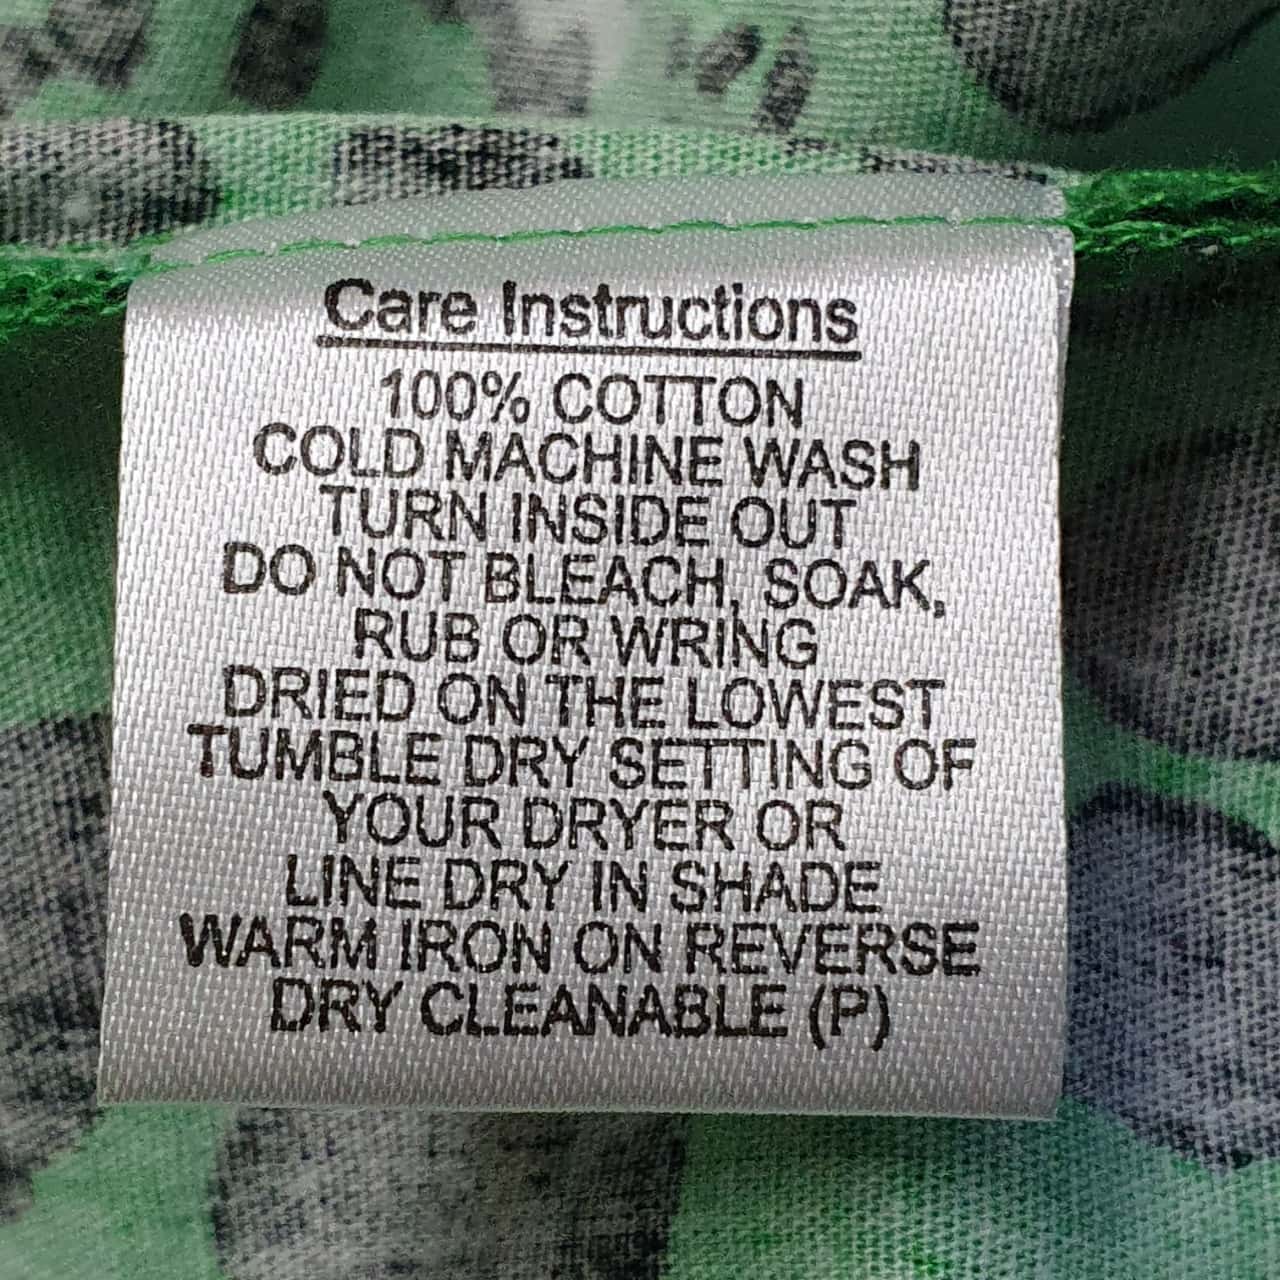 Care Instructions
100% COTTON
COLD MACHINE WASH
TURN INSIDE OUT
DO NOT BLEACH, SOAK,
RUB OR WRING
DRIED ON THE LOWEST
TUMBLE DRY SETTING OF
YOUR DRYER OR
LINE DRY IN SHADE
WARM IRON ON REVERSE
DRY CLEANABLE (P)